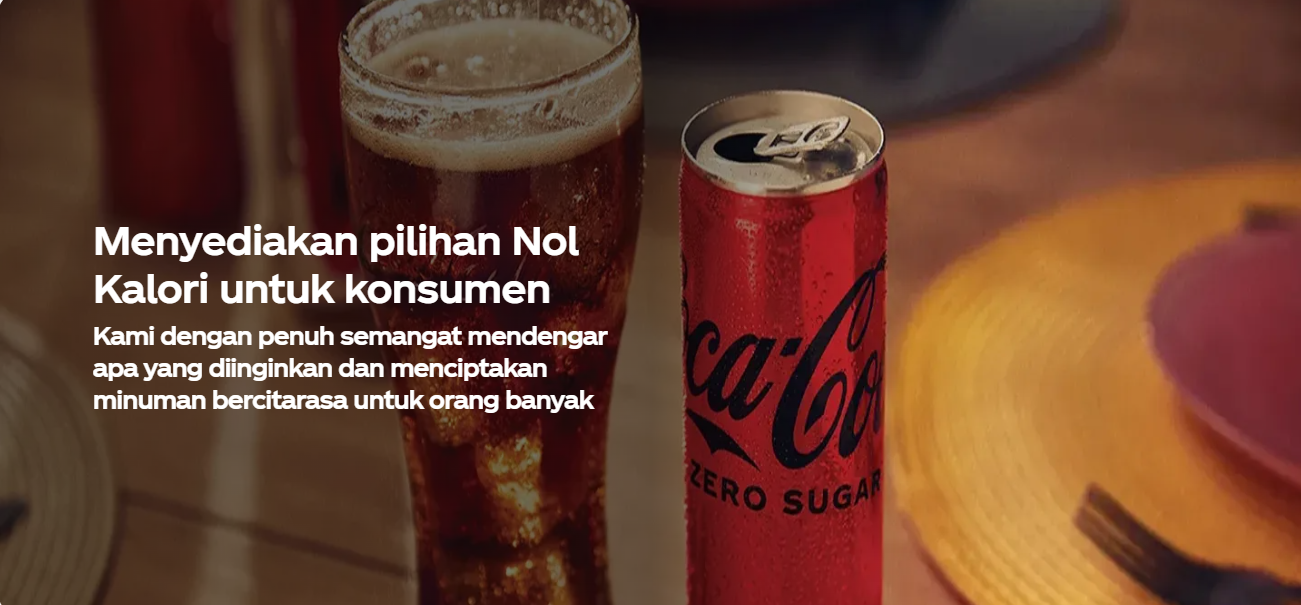 Menyediakan pilihan Nol
Kalori untuk konsumen
Kami dengan penuh semangat mendengar
apa yang diinginkan dan menciptakan
minuman bercitarasa untuk orang banyak
Coca-Cola
ZERO SUGAR